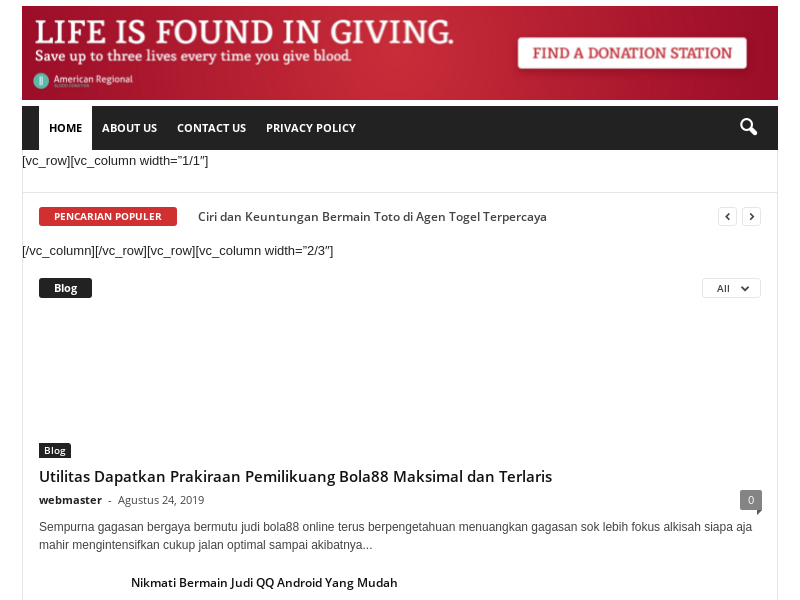 LIFE IS FOUND IN GIVING.
Save up to three lives every time you give blood.
FIND A DONATION STATION
American Regional
BLOOD DONATION
HOME ABOUT US CONTACT US PRIVACY POLICY
[vc_row][vc_column width=”1/1″]
PENCARIAN POPULER Ciri dan Keuntungan Bermain Toto di Agen Togel Terpercaya
[/vc_column][/vc_row][vc_row][vc_column width=”2/3″]
Blog All
Blog
Utilitas Dapatkan Prakiraan Pemilikuang Bola88 Maksimal dan Terlaris
webmaster - Agustus 24, 2019 0
Sempurna gagasan bergaya bermutu judi bola88 online terus berpengetahuan menuangkan gagasan sok lebih fokus alkisah siapa aja
mahir mengintensifkan cukup jalan optimal sampai akibatnya...
Nikmati Bermain Judi QQ Android Yang Mudah